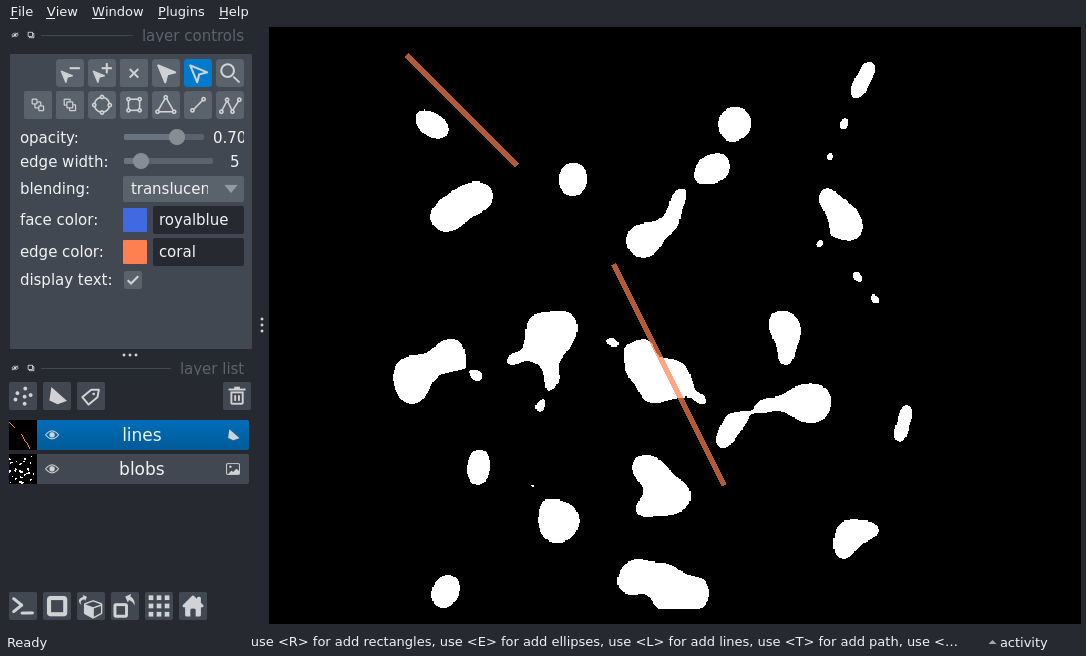 File View Window Plugins Help
layer controls
opacity: 0.70
edge width: 5
blending: translucen
face color: royalblue
edge color: coral
display text:
layer list
lines
blobs
Ready use <R> for add rectangles, use <E> for add ellipses, use <L> for add lines, use <T> for add path, use <... activity